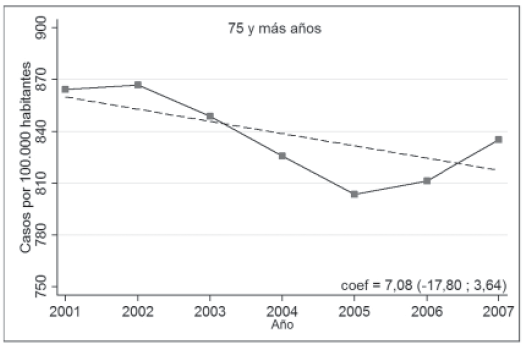 75 y más años
Casos por 100.000 habitantes
900
870
840
810
780
750
coef = 7,08 (-17,80 ; 3,64)
2001 2002 2003 2004 2005 2006 2007
Año